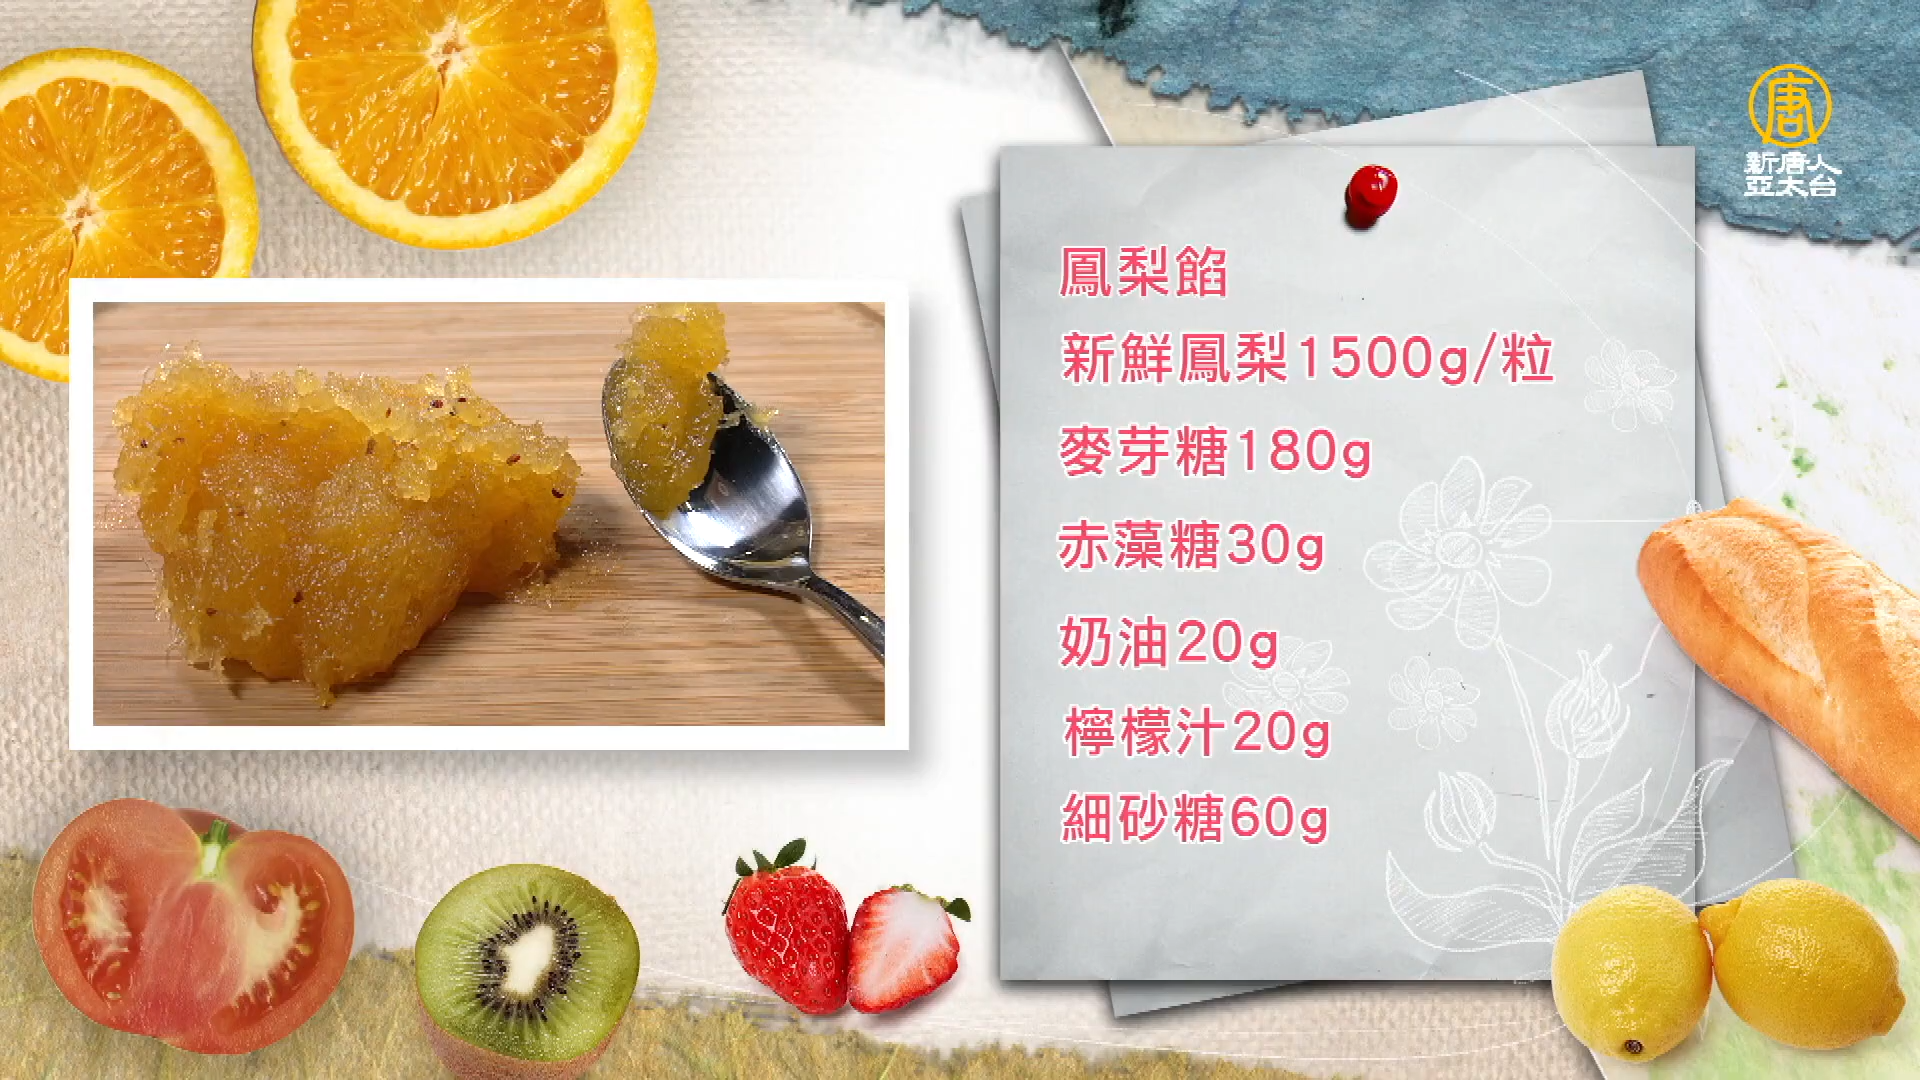 唐
新唐人
亞太台
鳳梨餡
新鮮鳳梨1500g/粒
麥芽糖180g
赤藻糖30g
奶油20g
檸檬汁20g
細砂糖60g